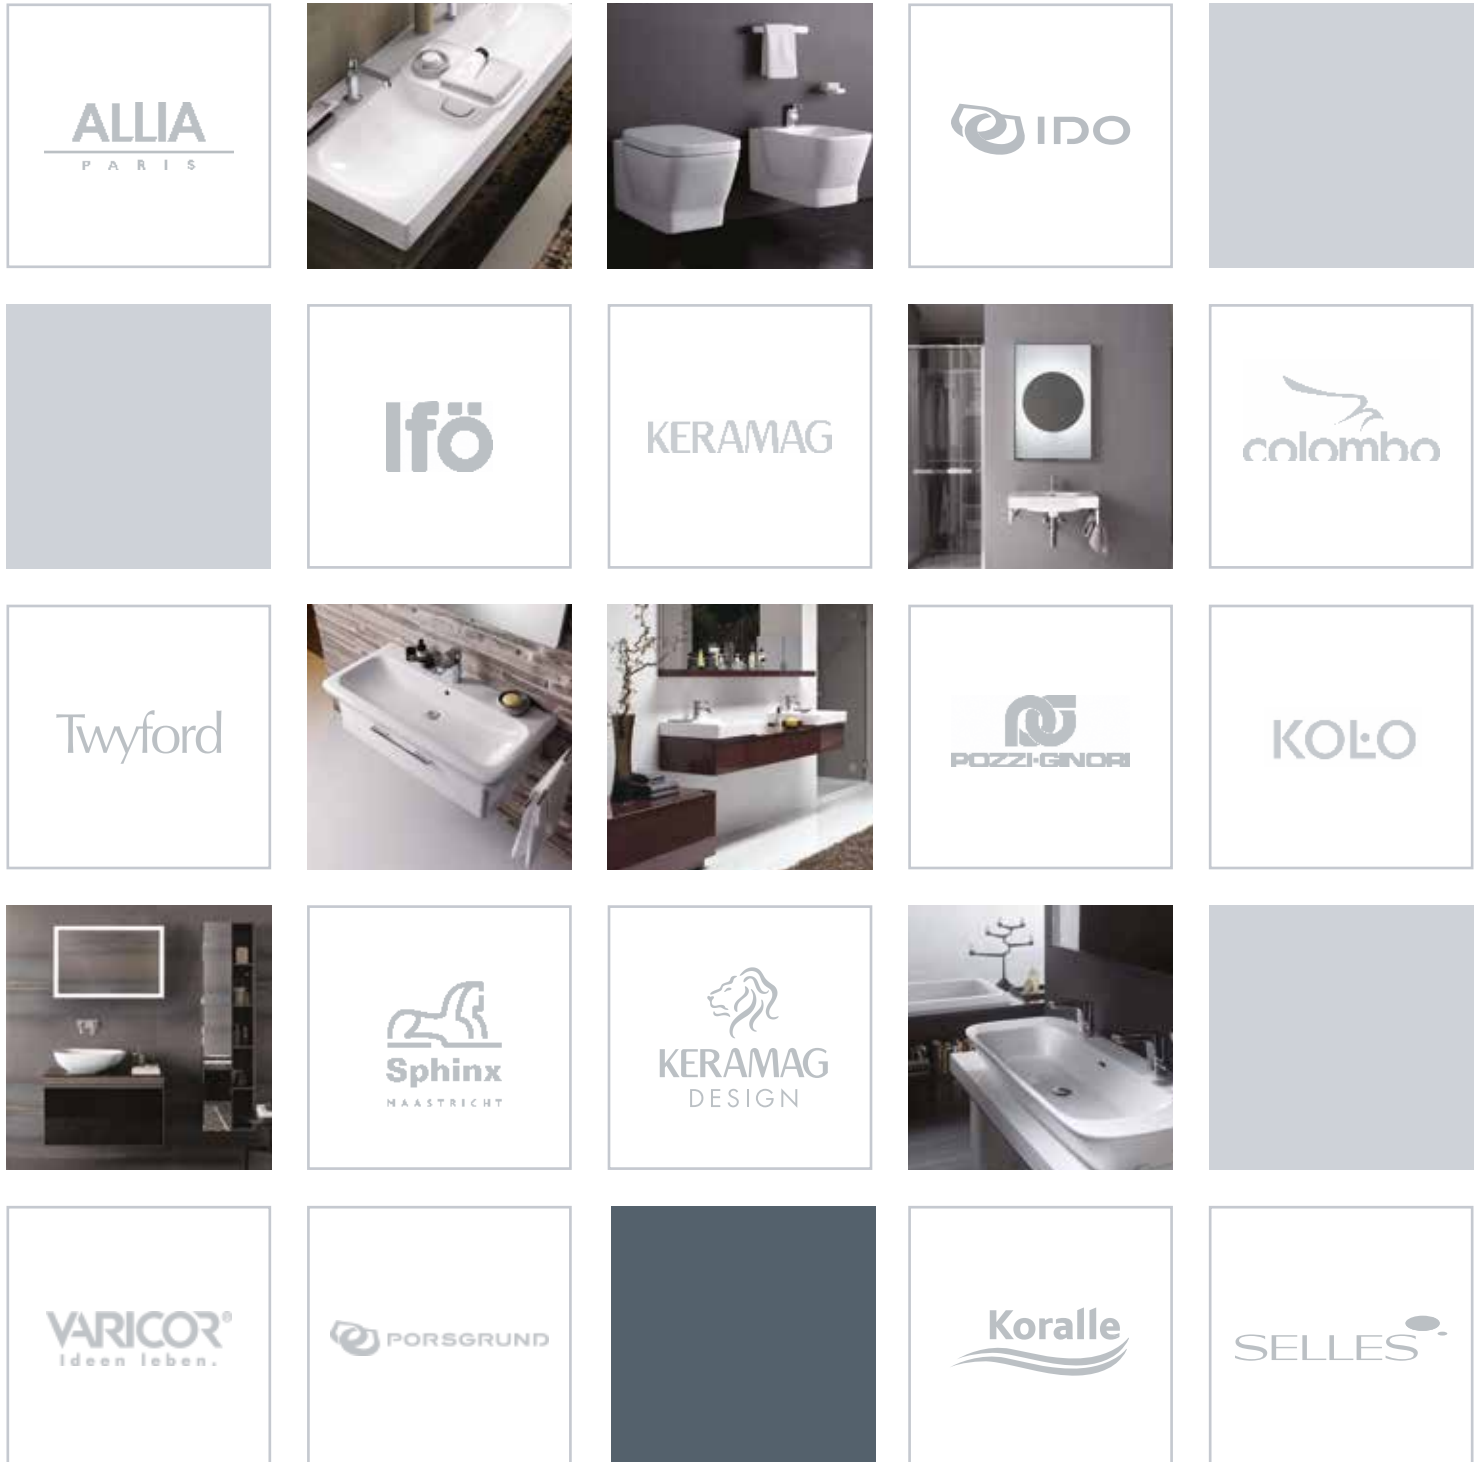 ALLIA
PARIS
IDO
Ifö
KERAMAG
colombo
Twyford
POZZI-GINORI
KOŁO
Sphinx
MAASTRICHT
KERAMAG
DESIGN
VARICOR®
Ideen leben.
PORSGRUND
Koralle
SELLES